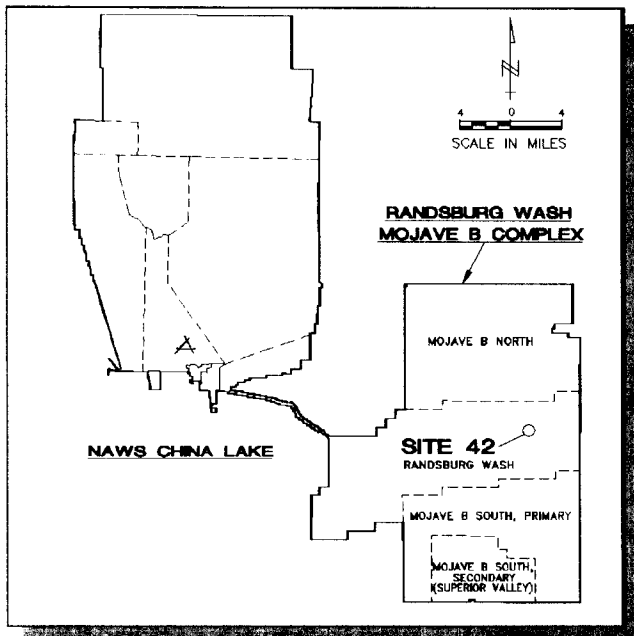 N
4 0 4
SCALE IN MILES
RANDSBURG WASH
MOJAVE B COMPLEX
MOJAVE B NORTH
NAWS CHINA LAKE
SITE 42
RANDSBURG WASH
MOJAVE B SOUTH, PRIMARY
MOJAVE B SOUTH,
SECONDARY
(SUPERIOR VALLEY)